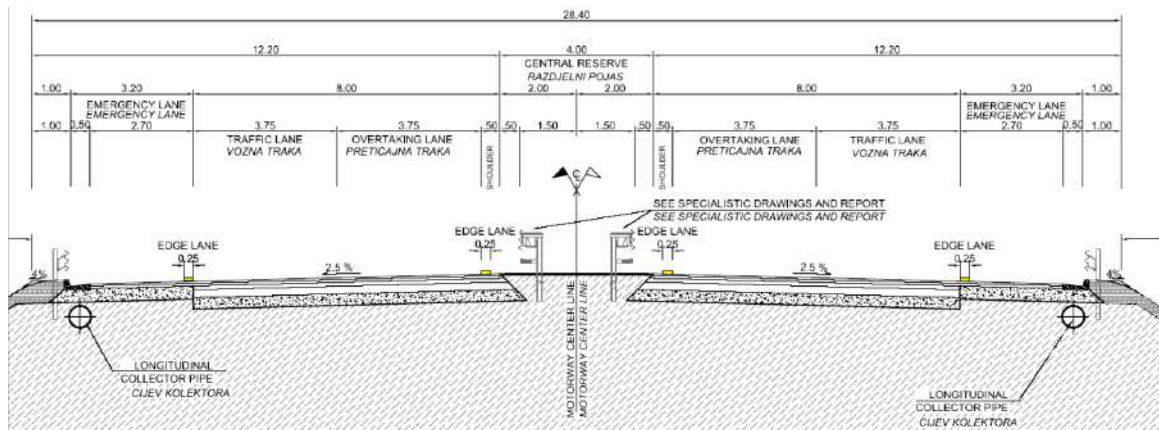 28.40
12.20 4.00 12.20
CENTRAL RESERVE
RAZDJELNI POJAS
1.00 3.20 8.00 2.00 2.00 8.00 3.20 1.00
EMERGENCY LANE
EMERGENCY LANE
EMERGENCY LANE
EMERGENCY LANE
1.00 0.50 2.70 3.75 3.75 .50 .50 1.50 1.50 .50 .50 3.75 3.75 2.70 0.50 1.00
TRAFFIC LANE
VOZNA TRAKA
OVERTAKING LANE
PRETICAJNA TRAKA
SHOULDER
SHOULDER
OVERTAKING LANE
PRETICAJNA TRAKA
TRAFFIC LANE
VOZNA TRAKA
SEE SPECIALISTIC DRAWINGS AND REPORT
SEE SPECIALISTIC DRAWINGS AND REPORT
EDGE LANE
0.25
EDGE LANE
0.25
EDGE LANE
0.25
EDGE LANE
0.25
4% 2.5 % 2.5 % 4%
MOTORWAY CENTER LINE
MOTORWAY CENTER LINE
LONGITUDINAL
COLLECTOR PIPE
CIJEV KOLEKTORA
LONGITUDINAL
COLLECTOR PIPE
CIJEV KOLEKTORA